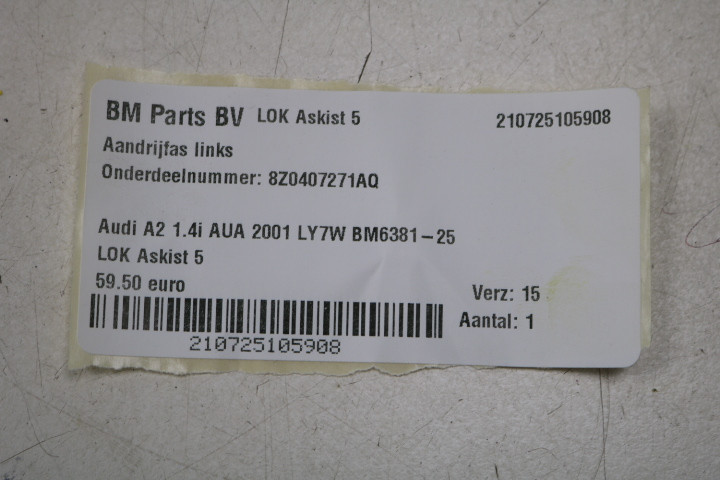 BM Parts BV LOK Askist 5 210725105908
Aandrijfas links
Onderdeelnummer: 8Z0407271AQ
Audi A2 1.4i AUA 2001 LY7W BM6381-25
LOK Askist 5
59.50 euro
Verz: 15
Aantal: 1
210725105908